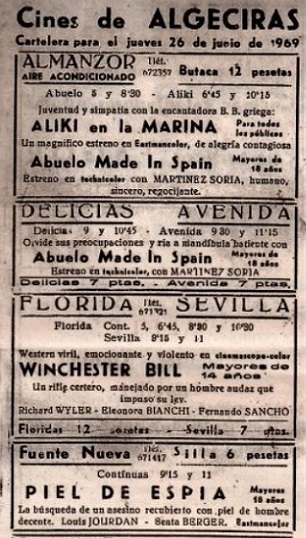 Cines de ALGECIRAS
Cartelera para el jueves 26 de junio de 1969
ALMANZOR Tlét.
AIRE ACONDICIONADO 672357 Butaca 12 pesetas
Abuelo 5 y 8'30 - Aliki 6'45 y 10'15
Juventud y simpatía con la encantadora B. B. griega:
ALIKI en la MARINA Para todos
los públicos
Un magnífico estreno en Eastmancolor, de alegría contagiosa
Abuelo Made In Spain Mayores de
18 años
Estreno en technicolor con MARTINEZ SORIA, humano,
sincero, regocijante.
DELICIAS AVENIDA
Delicias 9 y 10'45 - Avenida 9'30 y 11'15
Olvide sus preocupaciones y ría a mandíbula batiente con
Abuelo Made In Spain Mayores de
18 años
Estreno en technicolor, con MARTINEZ SORIA
Delicias 7 ptas. - Avenida 7 ptas.
FLORIDA Tlét. SEVILLA
Florida Cont. 5, 6'45, 8'30 y 10'30
Sevilla 9'15 y 11
Western viril, emocionante y violento en cinemascope-color
WINCHESTER BILL Mayores de
14 años
Un rifle certero, manejado por un hombre audaz que
impuso su ley.
Richard WYLER - Eleonora BIANCHI - Fernando SANCHO
Florida: 12 pesetas - Sevilla 7 ptas.
Fuente Nueva Tlét.
671417 Silla 6 pesetas
Contínuas 9'15 y 11
PIEL DE ESPIA Mayores
18 años
La búsqueda de un asesino recubierto con piel de hombre
decente. Louis JOURDAN - Senta BERGER. Eastmancolor